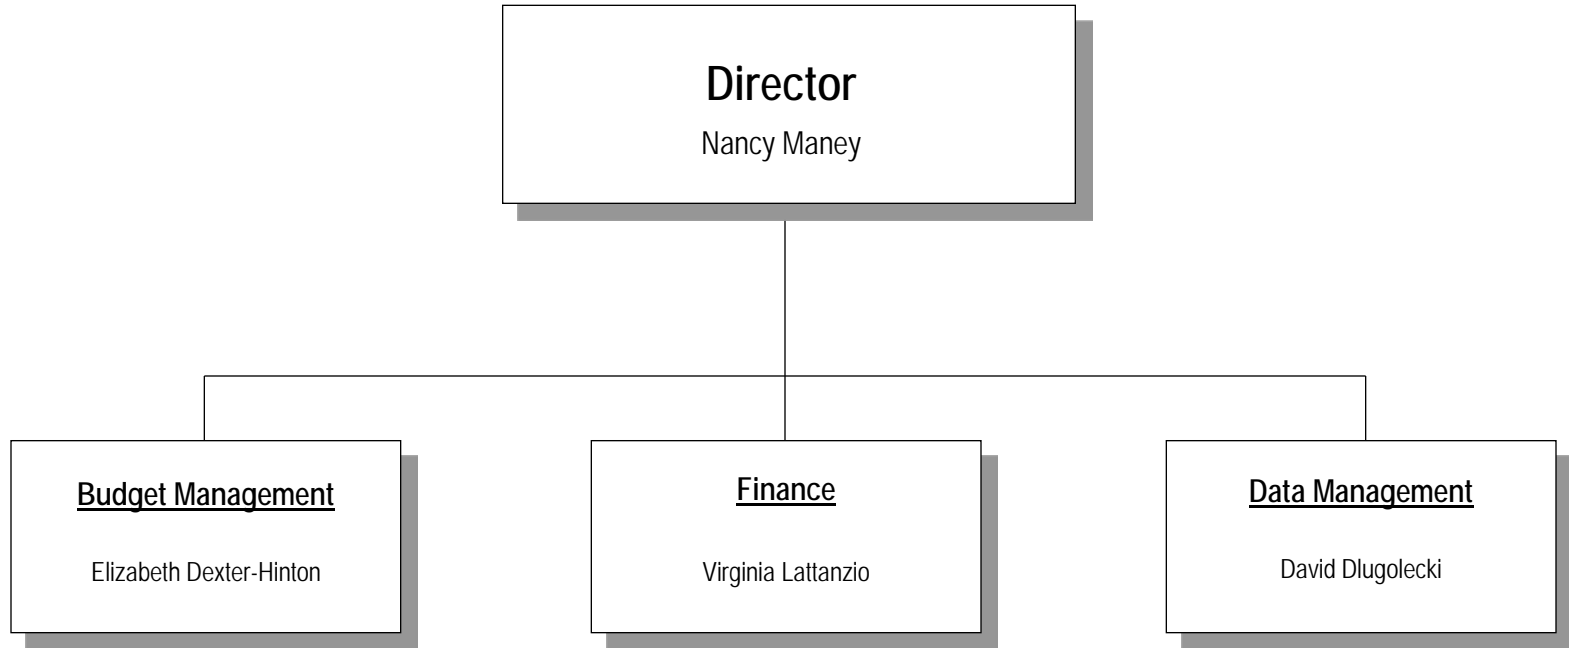 Director
Nancy Maney
Budget Management
Elizabeth Dexter-Hinton
Finance
Virginia Lattanzio
Data Management
David Dlugolecki